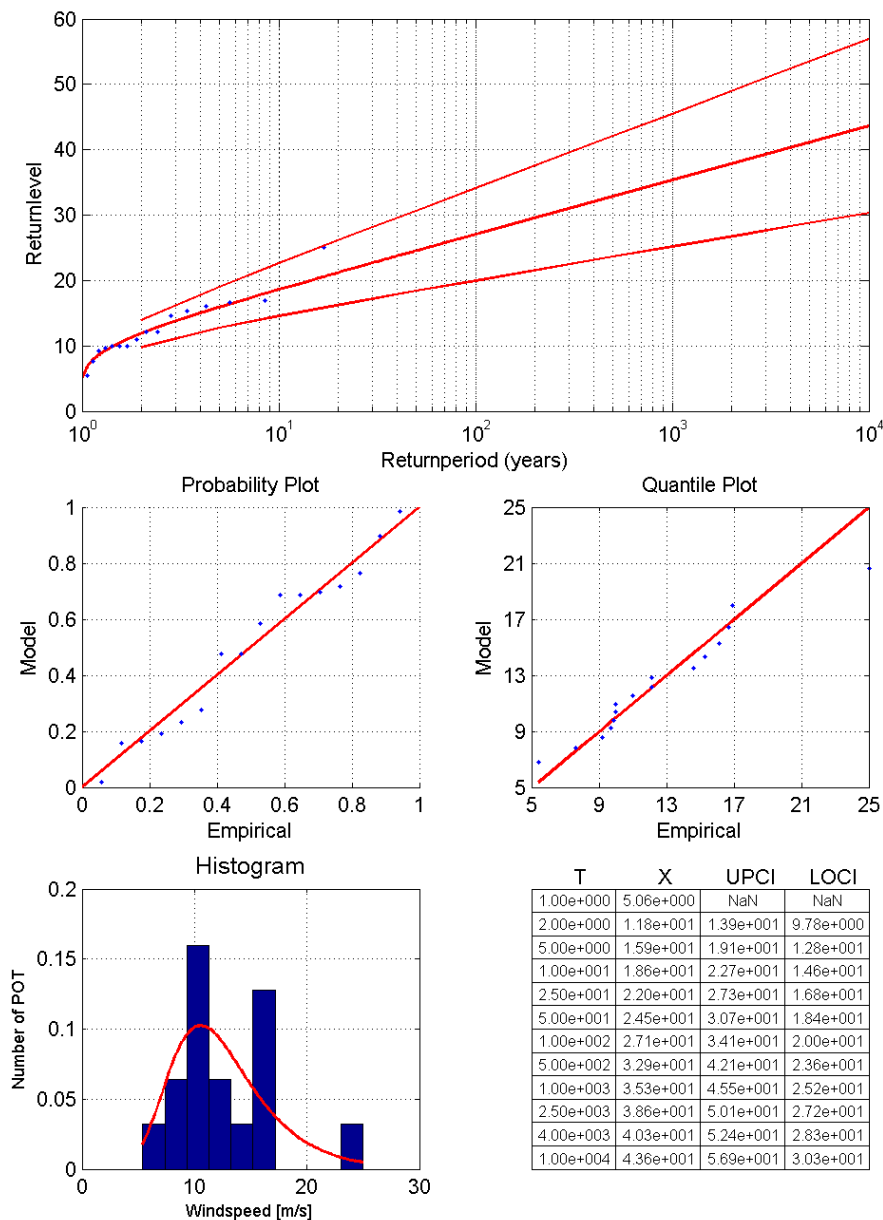 60
50
40
30
20
10
0
Returnlevel
10^0 10^1 10^2 10^3 10^4
Returnperiod (years)
Probability Plot
1
0.8
0.6
0.4
0.2
0
Model
0 0.2 0.4 0.6 0.8 1
Empirical
Quantile Plot
25
21
17
13
9
5
Model
5 9 13 17 21 25
Empirical
Histogram
0.2
0.15
0.1
0.05
0
Number of POT
0 10 20 30
Windspeed [m/s]
T X UPCI LOCI
1.00e+000 5.06e+000 NaN NaN
2.00e+000 1.18e+001 1.39e+001 9.78e+000
5.00e+000 1.59e+001 1.91e+001 1.28e+001
1.00e+001 1.86e+001 2.27e+001 1.46e+001
2.50e+001 2.20e+001 2.73e+001 1.68e+001
5.00e+001 2.45e+001 3.07e+001 1.84e+001
1.00e+002 2.71e+001 3.41e+001 2.00e+001
5.00e+002 3.29e+001 4.21e+001 2.36e+001
1.00e+003 3.53e+001 4.55e+001 2.52e+001
2.50e+003 3.86e+001 5.01e+001 2.72e+001
4.00e+003 4.03e+001 5.24e+001 2.83e+001
1.00e+004 4.36e+001 5.69e+001 3.03e+001